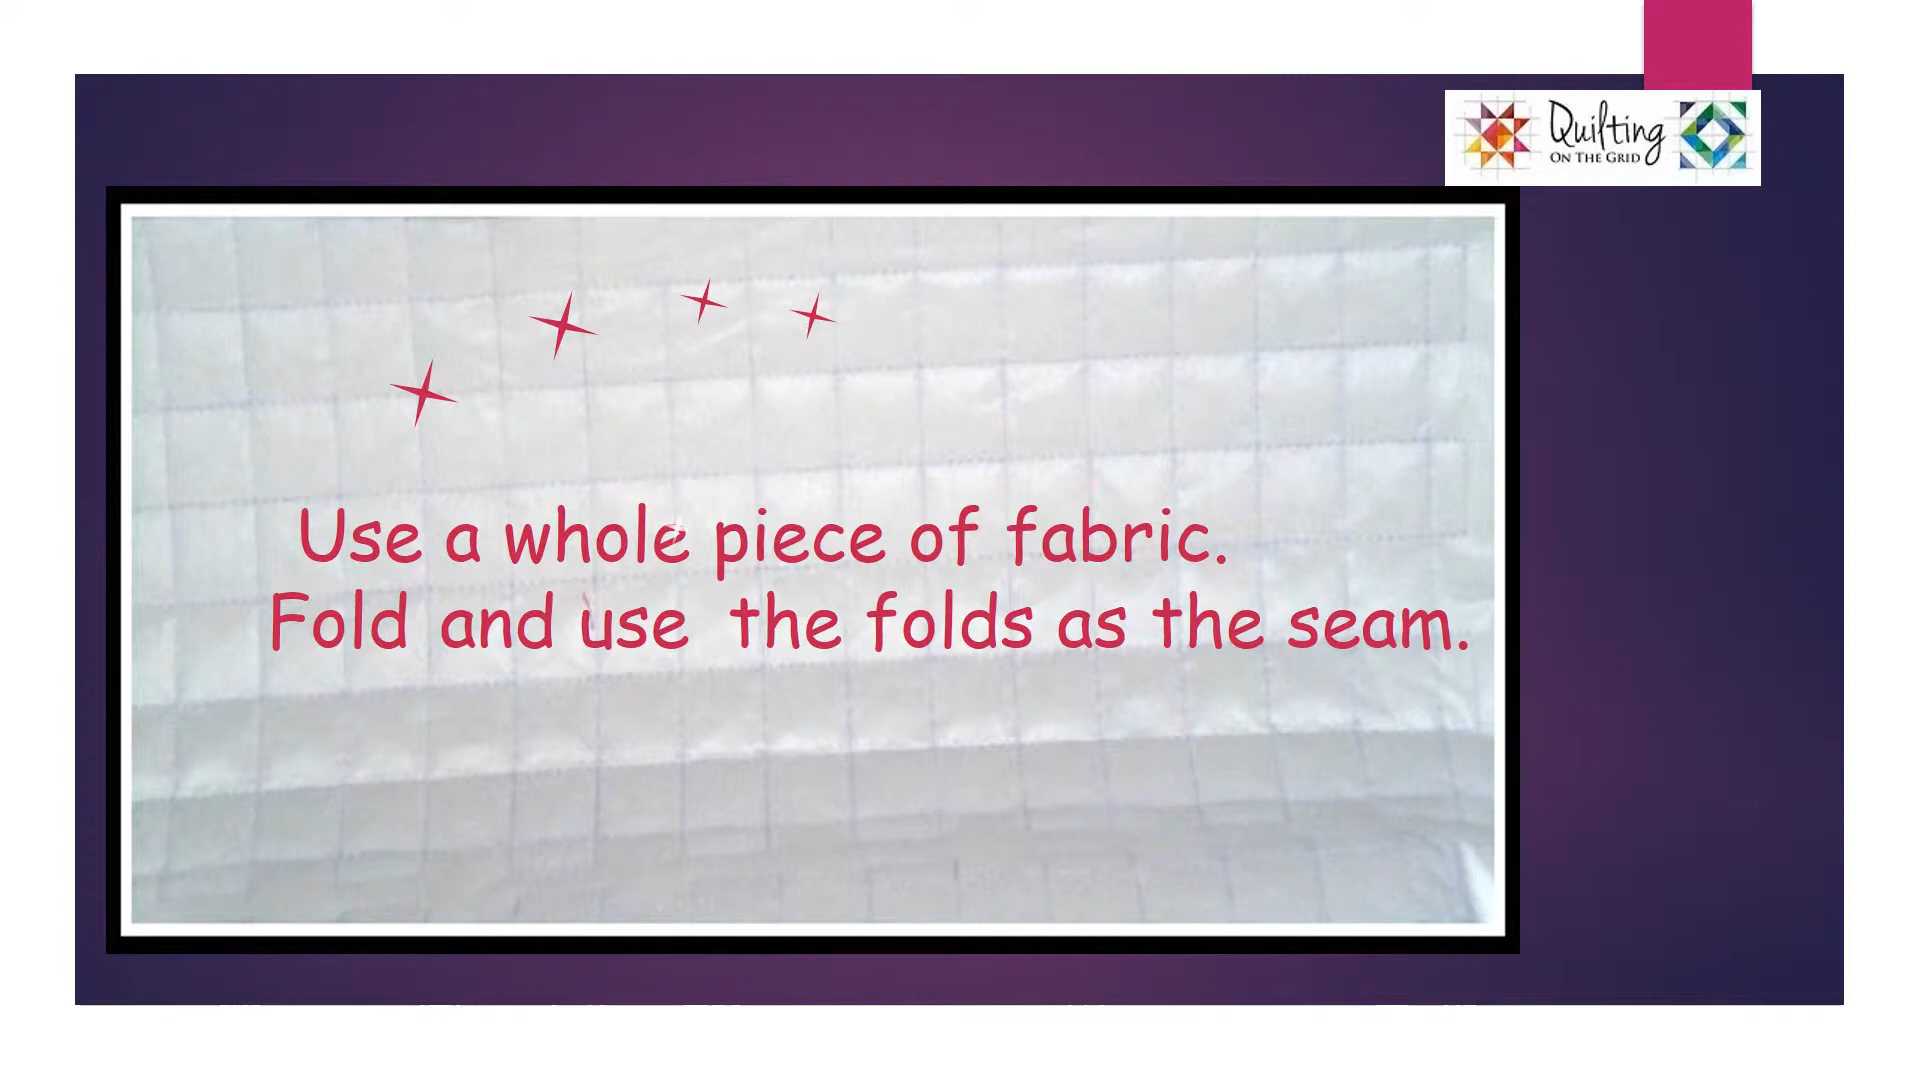 Quilting
ON THE GRID
Use a whole piece of fabric.
Fold and use the folds as the seam.